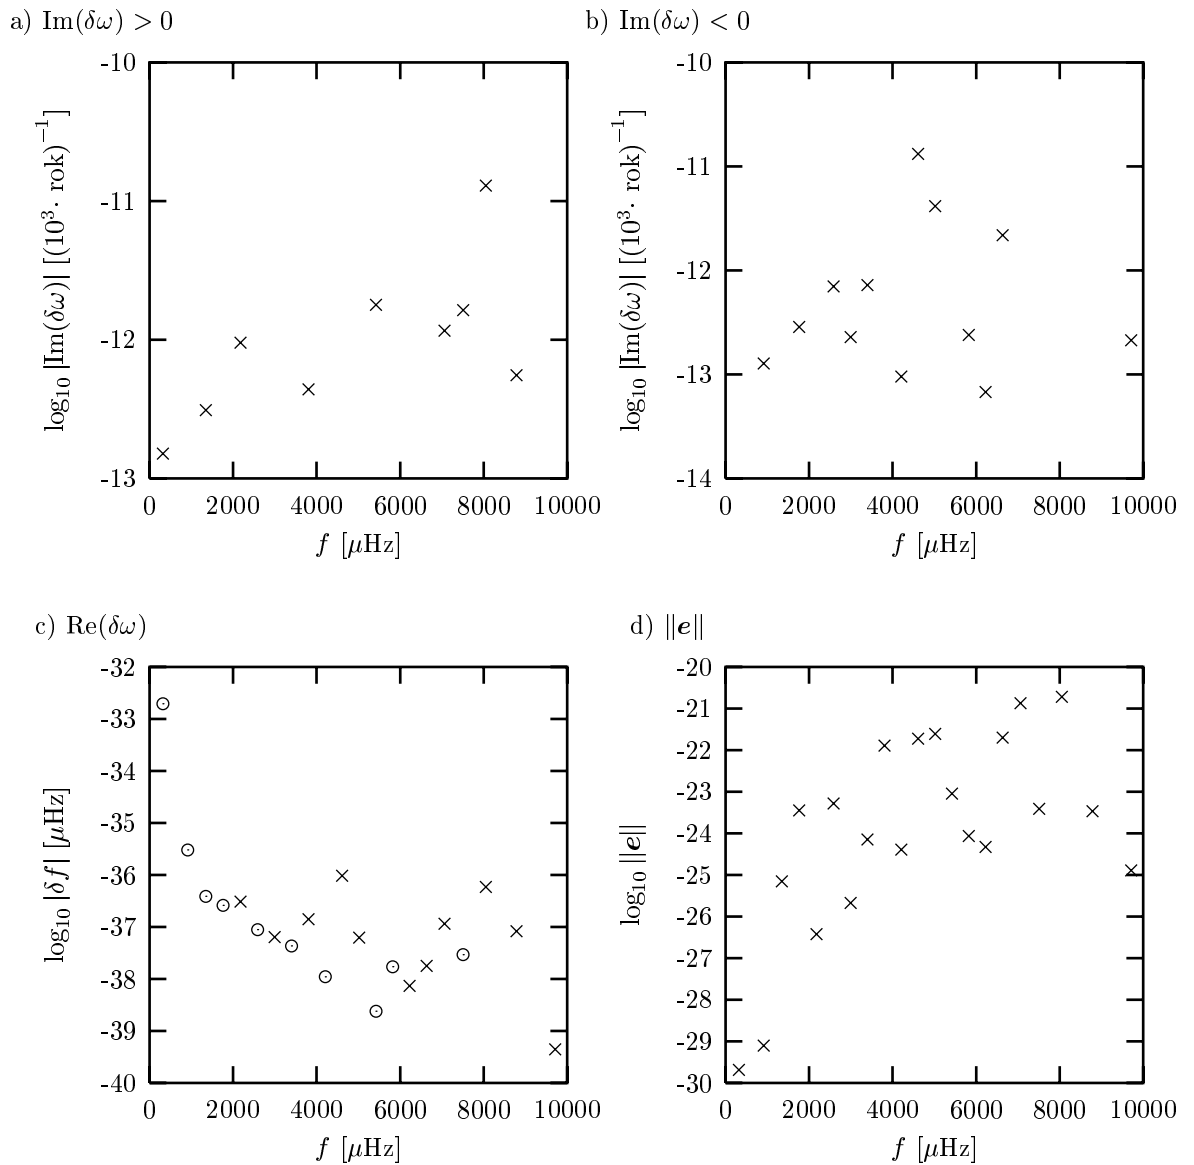 a) Im(δω) > 0
log₁₀ |Im(δω)| [(10³· rok)⁻¹]
-10
-11
-12
-13
0 2000 4000 6000 8000 10000
f [μHz]
b) Im(δω) < 0
log₁₀ |Im(δω)| [(10³· rok)⁻¹]
-10
-11
-12
-13
-14
0 2000 4000 6000 8000 10000
f [μHz]
c) Re(δω)
log₁₀ |δf| [μHz]
-32
-33
-34
-35
-36
-37
-38
-39
-40
0 2000 4000 6000 8000 10000
f [μHz]
d) ‖e‖
log₁₀ ‖e‖
-20
-21
-22
-23
-24
-25
-26
-27
-28
-29
-30
0 2000 4000 6000 8000 10000
f [μHz]